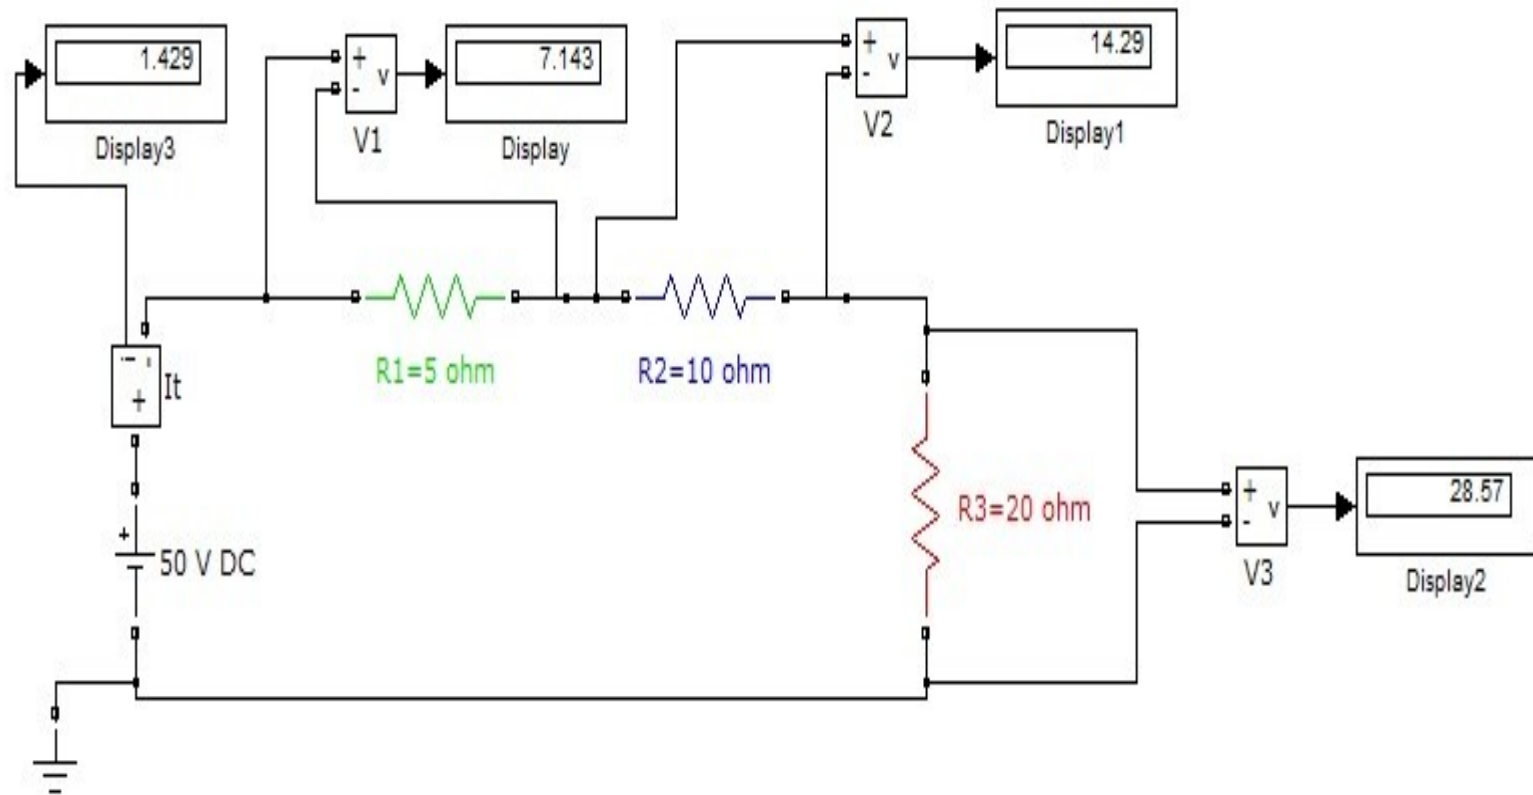 1.429
Display3
+
-
v
V1
7.143
Display
+
-
v
V2
14.29
Display1
R1=5 ohm
R2=10 ohm
-
+
It
R3=20 ohm
+
-
v
V3
28.57
Display2
+
50 V DC